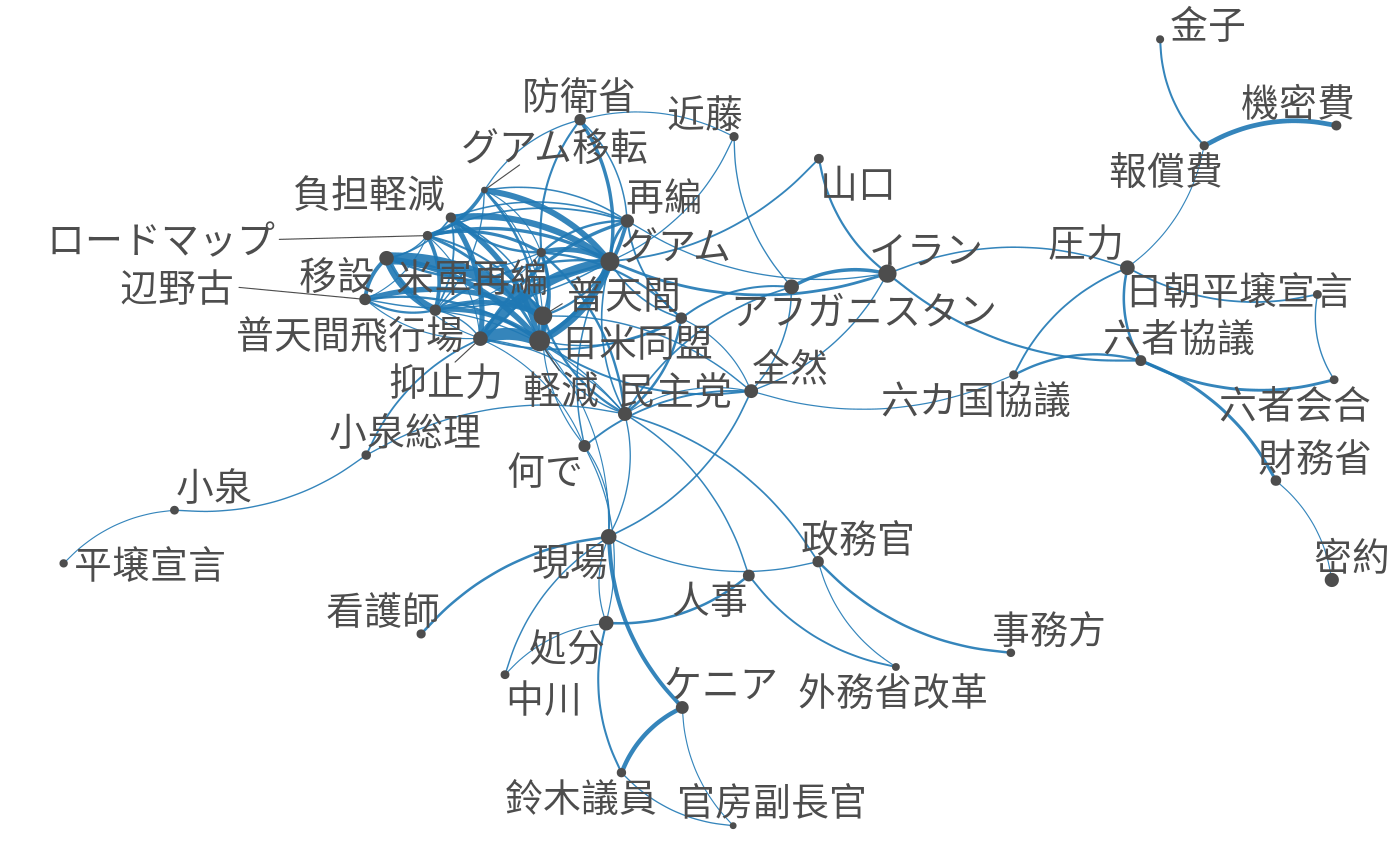 金子
機密費
防衛省
近藤
グアム移転
報償費
山口
負担軽減
再編
ロードマップ
グアム
イラン
圧力
移設
米軍再編
辺野古
普天間
日朝平壌宣言
アフガニスタン
普天間飛行場
日米同盟
六者協議
全然
抑止力
軽減
民主党
六カ国協議
六者会合
小泉総理
何で
財務省
小泉
政務官
密約
現場
平壌宣言
人事
看護師
事務方
処分
ケニア
中川
外務省改革
鈴木議員
官房副長官